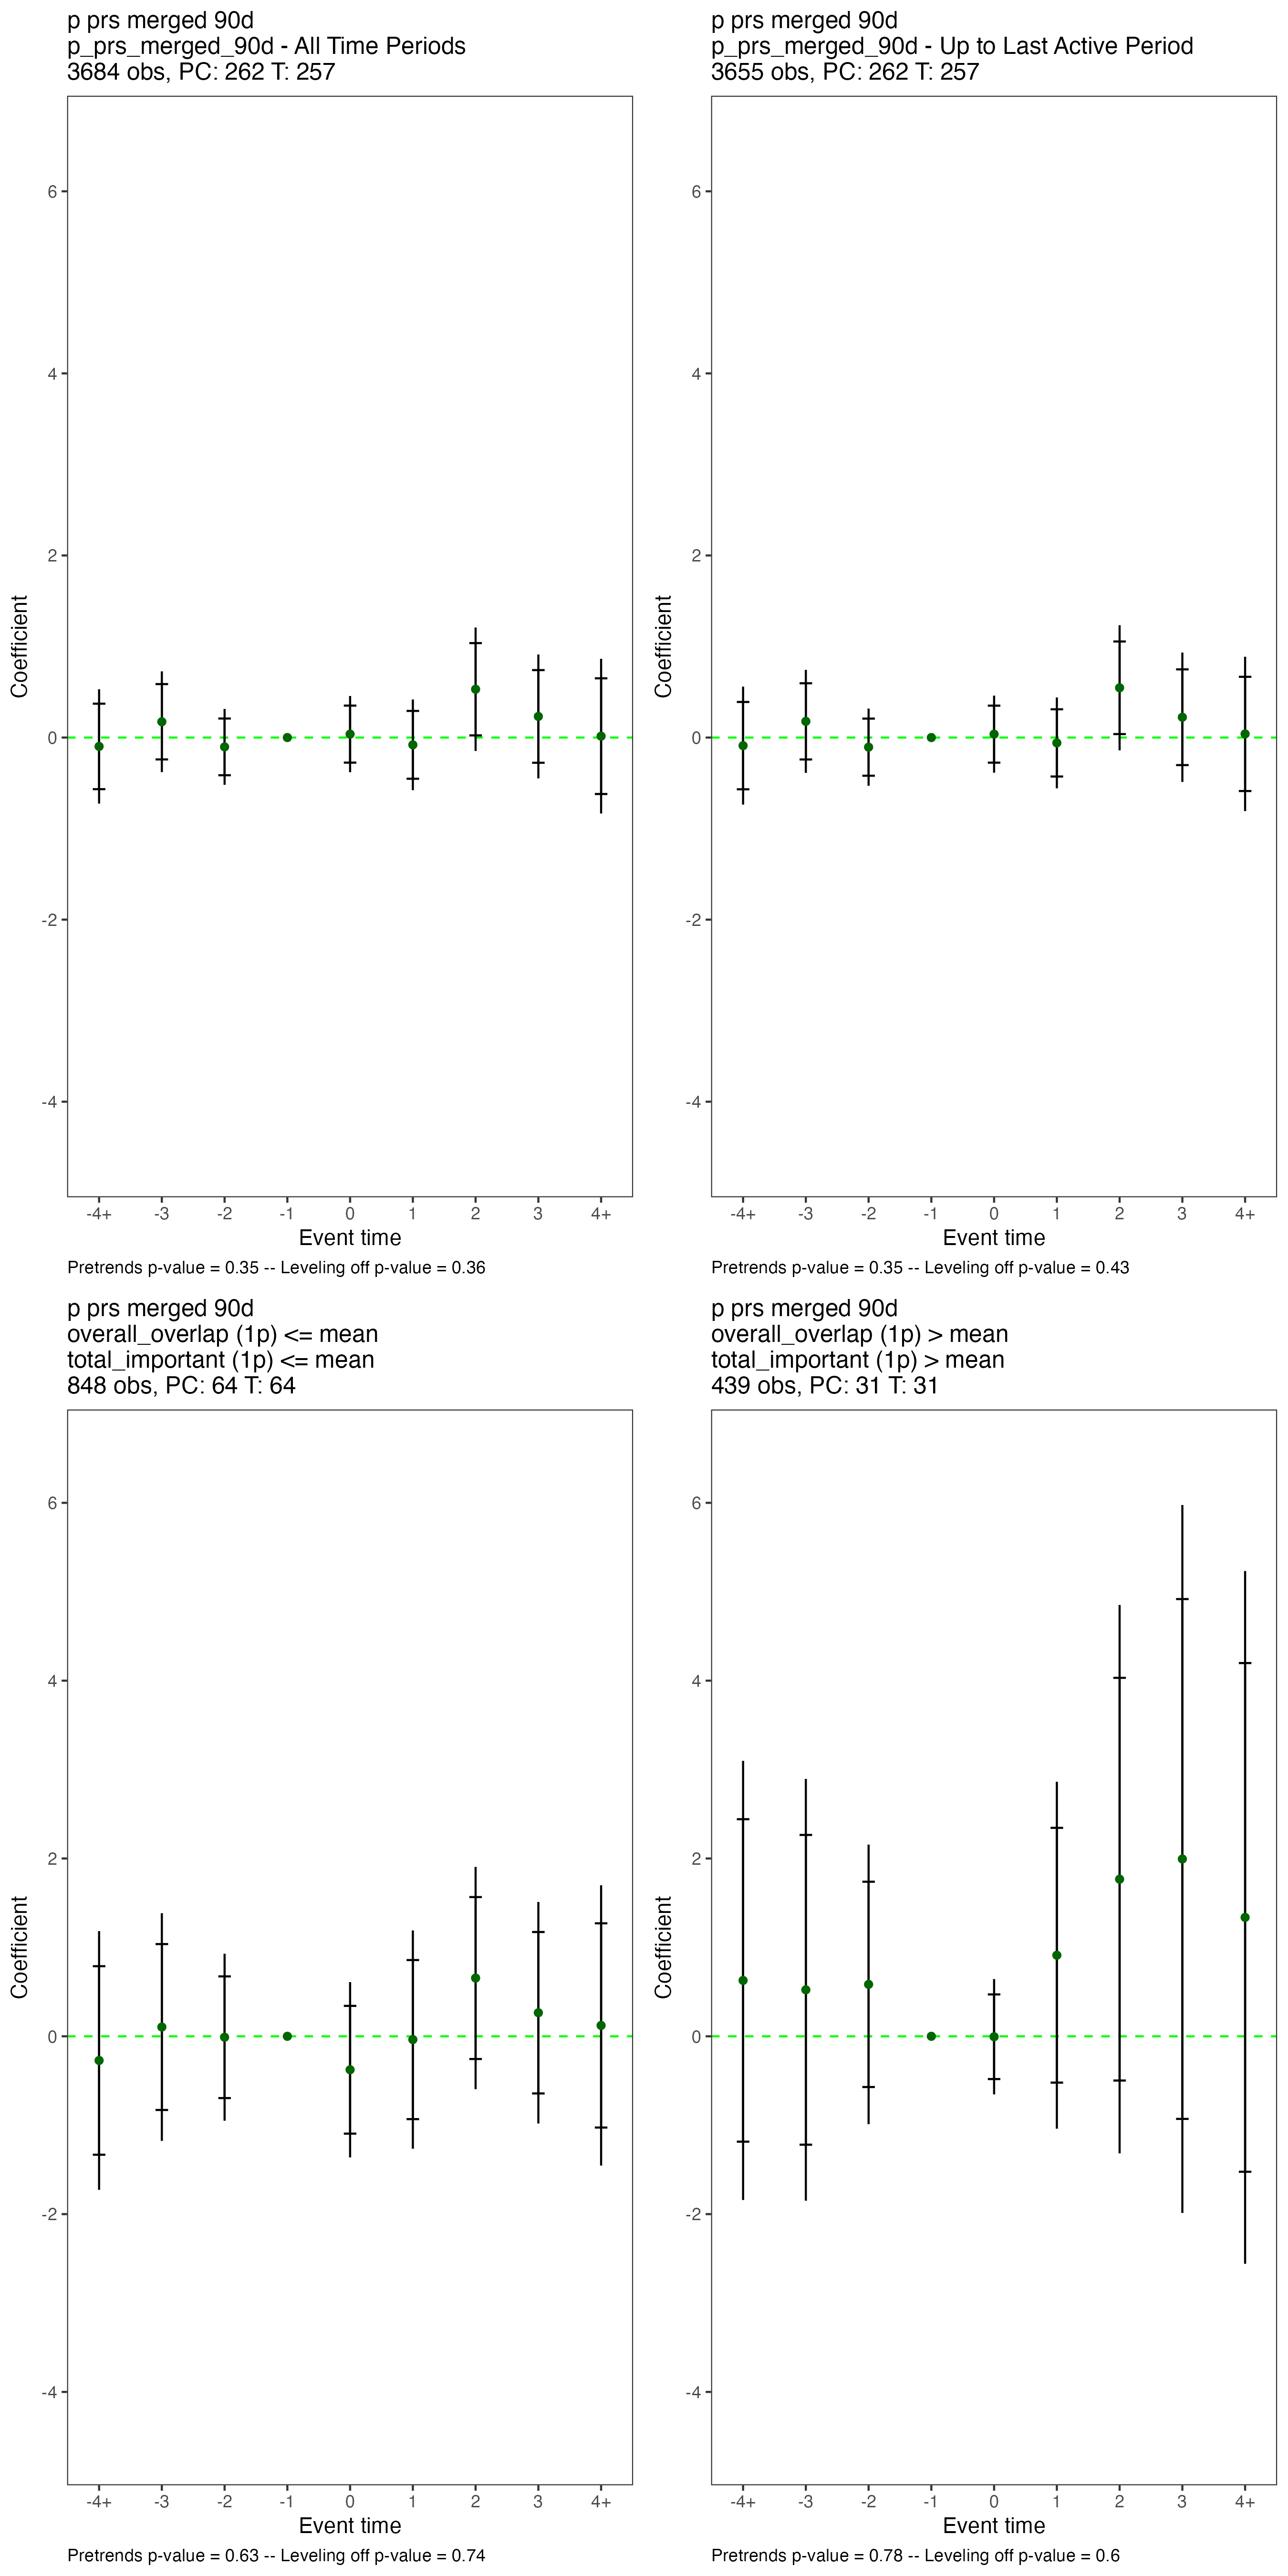 p prs merged 90d
p_prs_merged_90d - All Time Periods
3684 obs, PC: 262 T: 257
6
4
2
0
-2
-4
Coefficient
-4+ -3 -2 -1 0 1 2 3 4+
Event time
Pretrends p-value = 0.35 -- Leveling off p-value = 0.36
p prs merged 90d
p_prs_merged_90d - Up to Last Active Period
3655 obs, PC: 262 T: 257
6
4
2
0
-2
-4
Coefficient
-4+ -3 -2 -1 0 1 2 3 4+
Event time
Pretrends p-value = 0.35 -- Leveling off p-value = 0.43
p prs merged 90d
overall_overlap (1p) <= mean
total_important (1p) <= mean
848 obs, PC: 64 T: 64
6
4
2
0
-2
-4
Coefficient
-4+ -3 -2 -1 0 1 2 3 4+
Event time
Pretrends p-value = 0.63 -- Leveling off p-value = 0.74
p prs merged 90d
overall_overlap (1p) > mean
total_important (1p) > mean
439 obs, PC: 31 T: 31
6
4
2
0
-2
-4
Coefficient
-4+ -3 -2 -1 0 1 2 3 4+
Event time
Pretrends p-value = 0.78 -- Leveling off p-value = 0.6